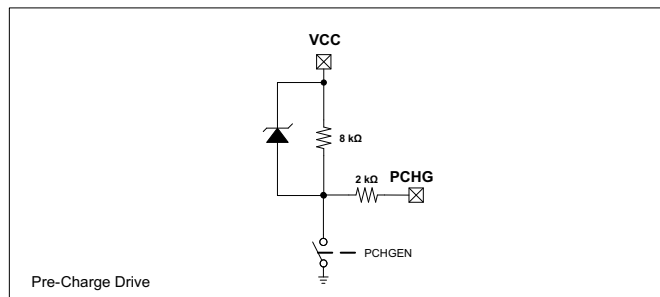 VCC
8 kΩ
2 kΩ
PCHG
PCHGEN
Pre-Charge Drive